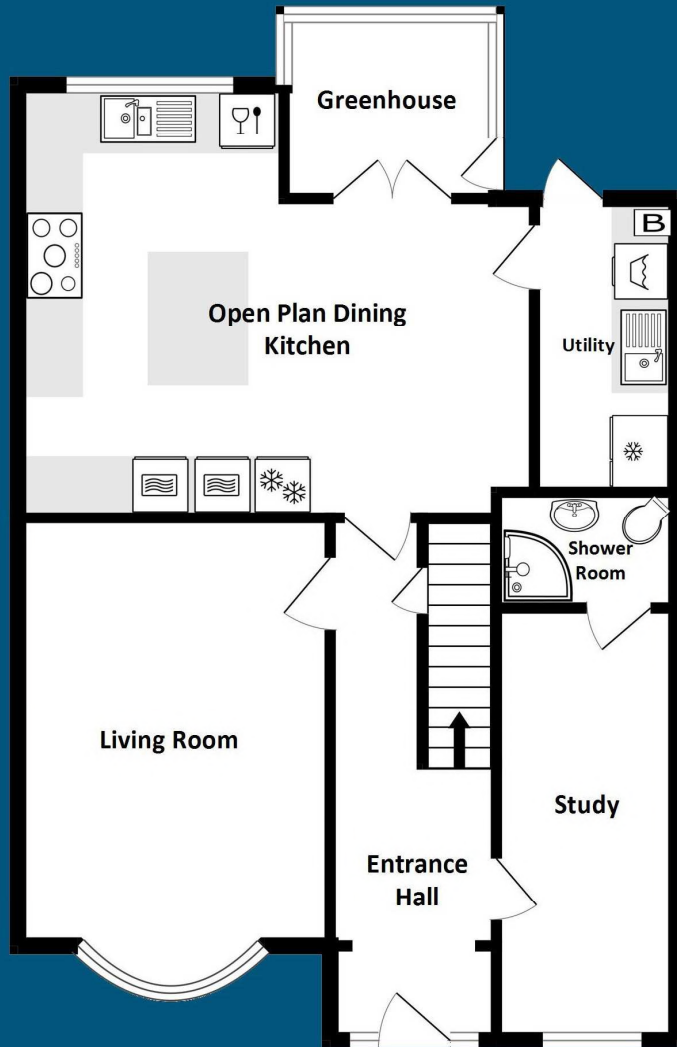 Greenhouse
B
Open Plan Dining
Kitchen
Utility
Shower
Room
Living Room
Study
Entrance
Hall